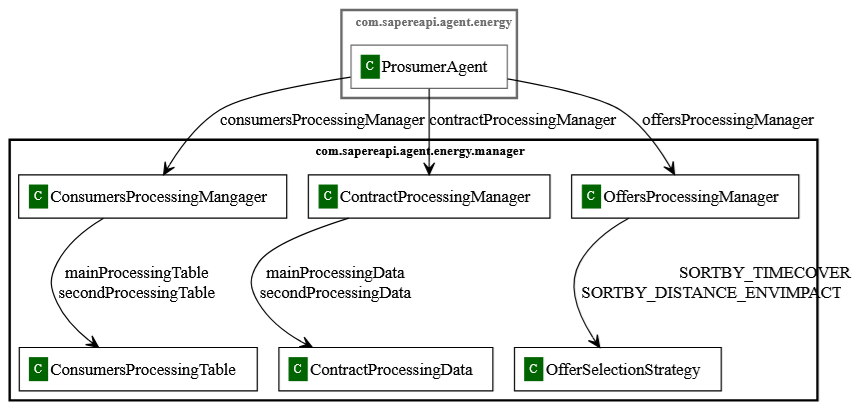 com.sapereapi.agent.energy
C ProsumerAgent
consumersProcessingManager
contractProcessingManager
offersProcessingManager
com.sapereapi.agent.energy.manager
C ConsumersProcessingMangager
C ContractProcessingManager
C OffersProcessingManager
mainProcessingTable
secondProcessingTable
mainProcessingData
secondProcessingData
SORTBY_TIMECOVER
SORTBY_DISTANCE_ENVIMPACT
C ConsumersProcessingTable
C ContractProcessingData
C OfferSelectionStrategy